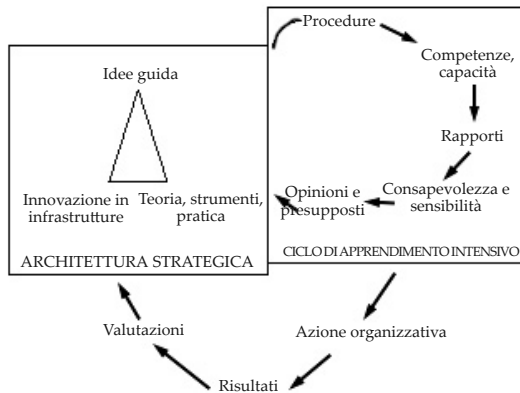 Procedure
Idee guida
Competenze,
capacità
Rapporti
Innovazione in
infrastrutture
Teoria, strumenti,
pratica
Opinioni e
presupposti
Consapevolezza e
sensibilità
ARCHITETTURA STRATEGICA
CICLO DI APPRENDIMENTO INTENSIVO
Valutazioni
Azione organizzativa
Risultati